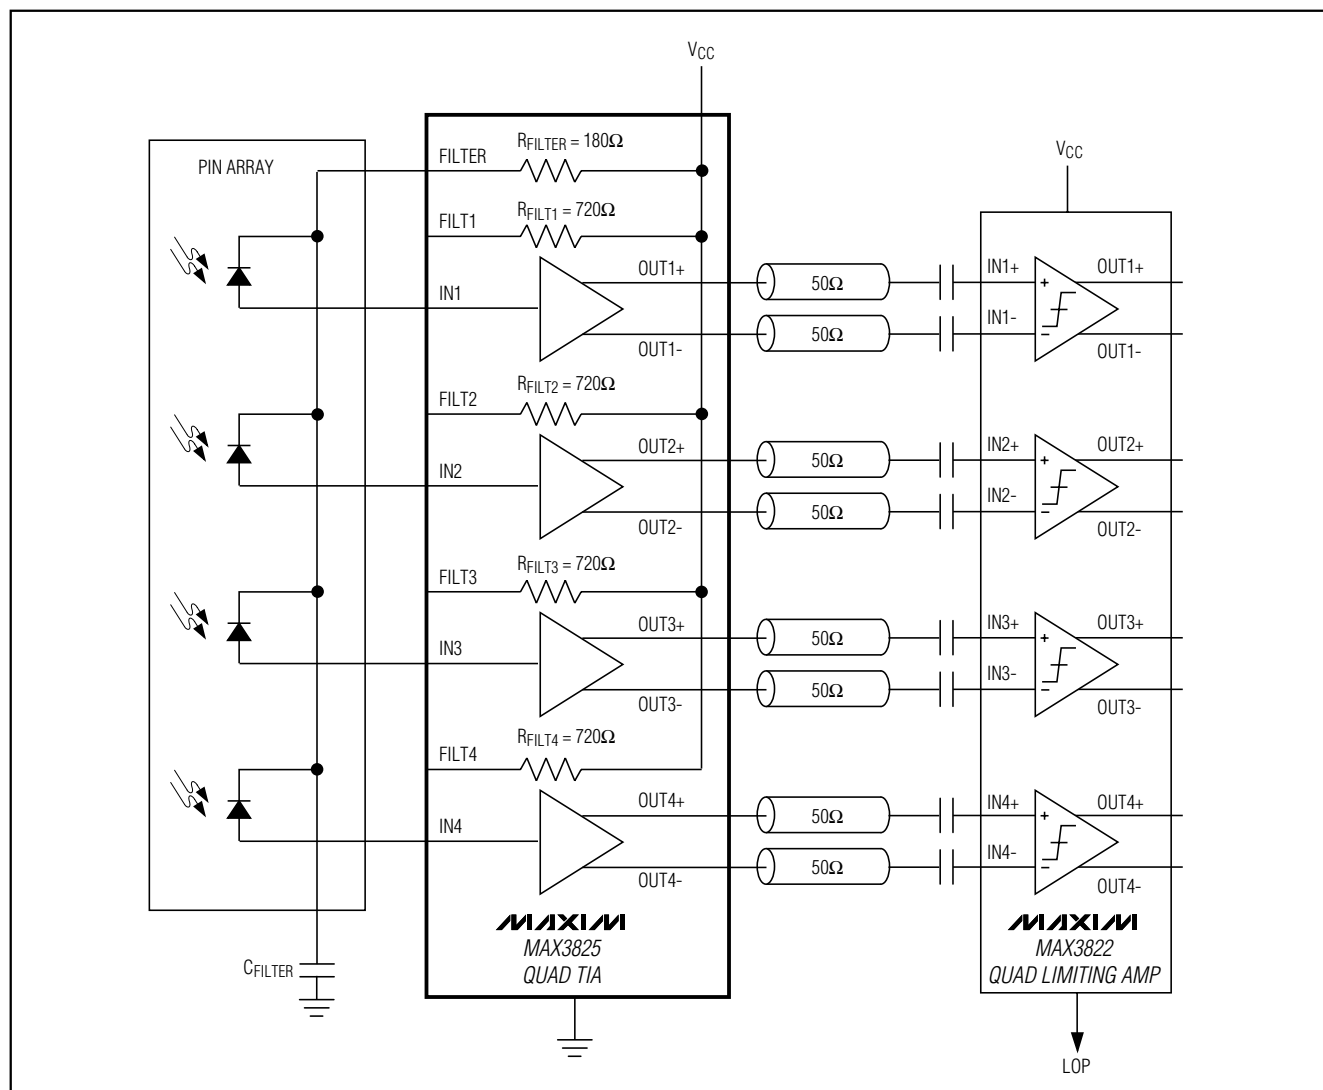 VCC
PIN ARRAY
FILTER
RFILTER = 180Ω
VCC
FILT1
RFILT1 = 720Ω
IN1
OUT1+
OUT1-
50Ω
50Ω
IN1+
IN1-
+
−
OUT1+
OUT1-
FILT2
RFILT2 = 720Ω
IN2
OUT2+
OUT2-
50Ω
50Ω
IN2+
IN2-
+
−
OUT2+
OUT2-
FILT3
RFILT3 = 720Ω
IN3
OUT3+
OUT3-
50Ω
50Ω
IN3+
IN3-
+
−
OUT3+
OUT3-
FILT4
RFILT4 = 720Ω
IN4
OUT4+
OUT4-
50Ω
50Ω
IN4+
IN4-
+
−
OUT4+
OUT4-
CFILTER
MAXIM
MAX3825
QUAD TIA
MAXIM
MAX3822
QUAD LIMITING AMP
LOP